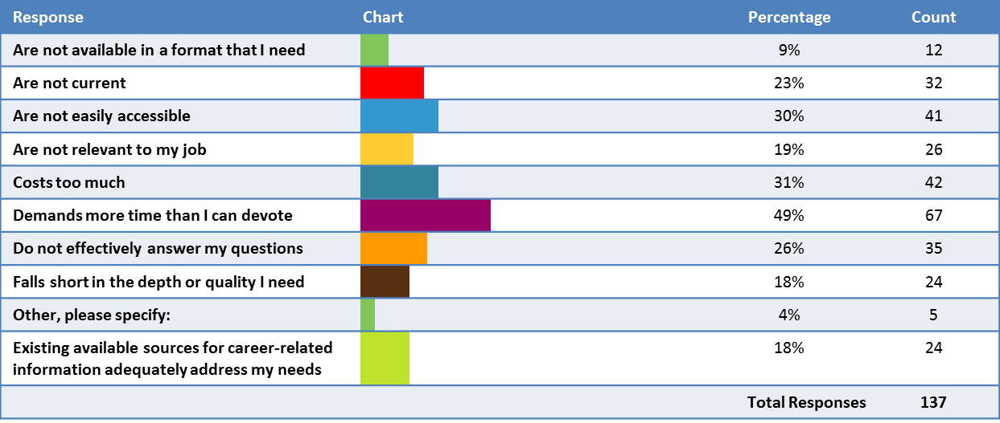 Response Chart Percentage Count
Are not available in a format that I need 9% 12
Are not current 23% 32
Are not easily accessible 30% 41
Are not relevant to my job 19% 26
Costs too much 31% 42
Demands more time than I can devote 49% 67
Do not effectively answer my questions 26% 35
Falls short in the depth or quality I need 18% 24
Other, please specify: 4% 5
Existing available sources for career-related 18% 24
information adequately address my needs
Total Responses 137